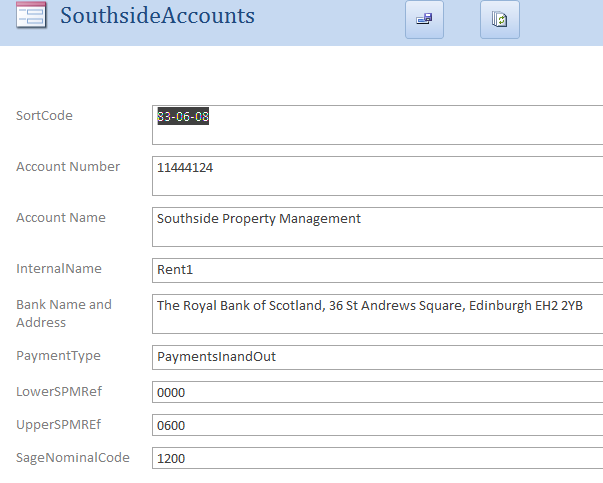 SouthsideAccounts
SortCode 83-06-08
Account Number 11444124
Account Name Southside Property Management
InternalName Rent1
Bank Name and Address The Royal Bank of Scotland, 36 St Andrews Square, Edinburgh EH2 2YB
PaymentType PaymentsInandOut
LowerSPMRef 0000
UpperSPMREf 0600
SageNominalCode 1200